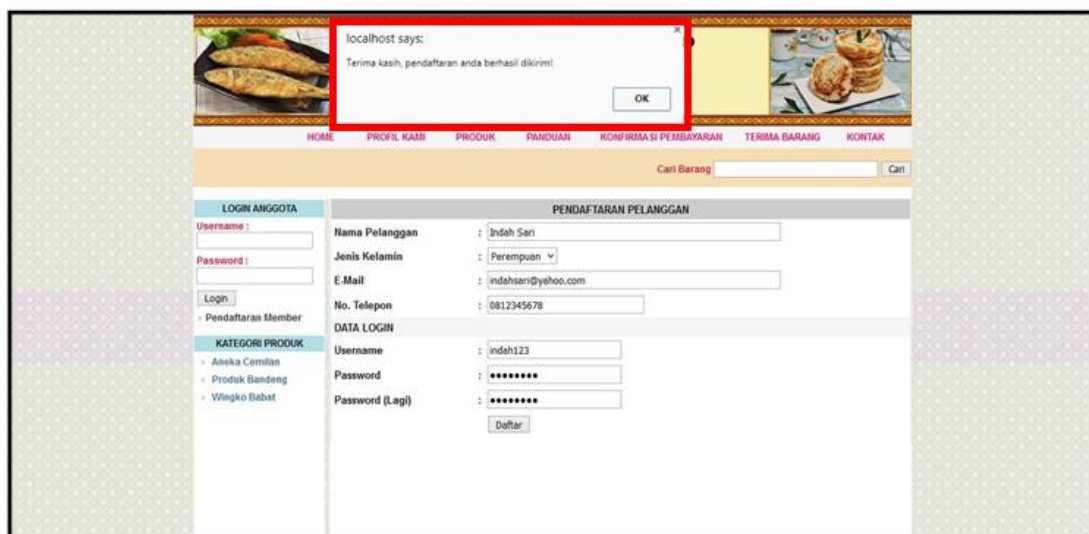 localhost says:
Terima kasih, pendaftaran anda berhasil dikirim!
OK
HOME PROFIL KAMI PRODUK PANDUAN KONFIRMASI PEMBAYARAN TERIMA BARANG KONTAK
Cari Barang Cari
LOGIN ANGGOTA
Username :
Password :
Login
Pendaftaran Member
KATEGORI PRODUK
Aneka Cemilan
Produk Bandeng
Wingko Babat
PENDAFTARAN PELANGGAN
Nama Pelanggan : Indah Sari
Jenis Kelamin : Perempuan
E-Mail : indahsari@yahoo.com
No. Telepon : 0812345678
DATA LOGIN
Username : indah123
Password : ••••••••
Password (Lagi) : ••••••••
Daftar